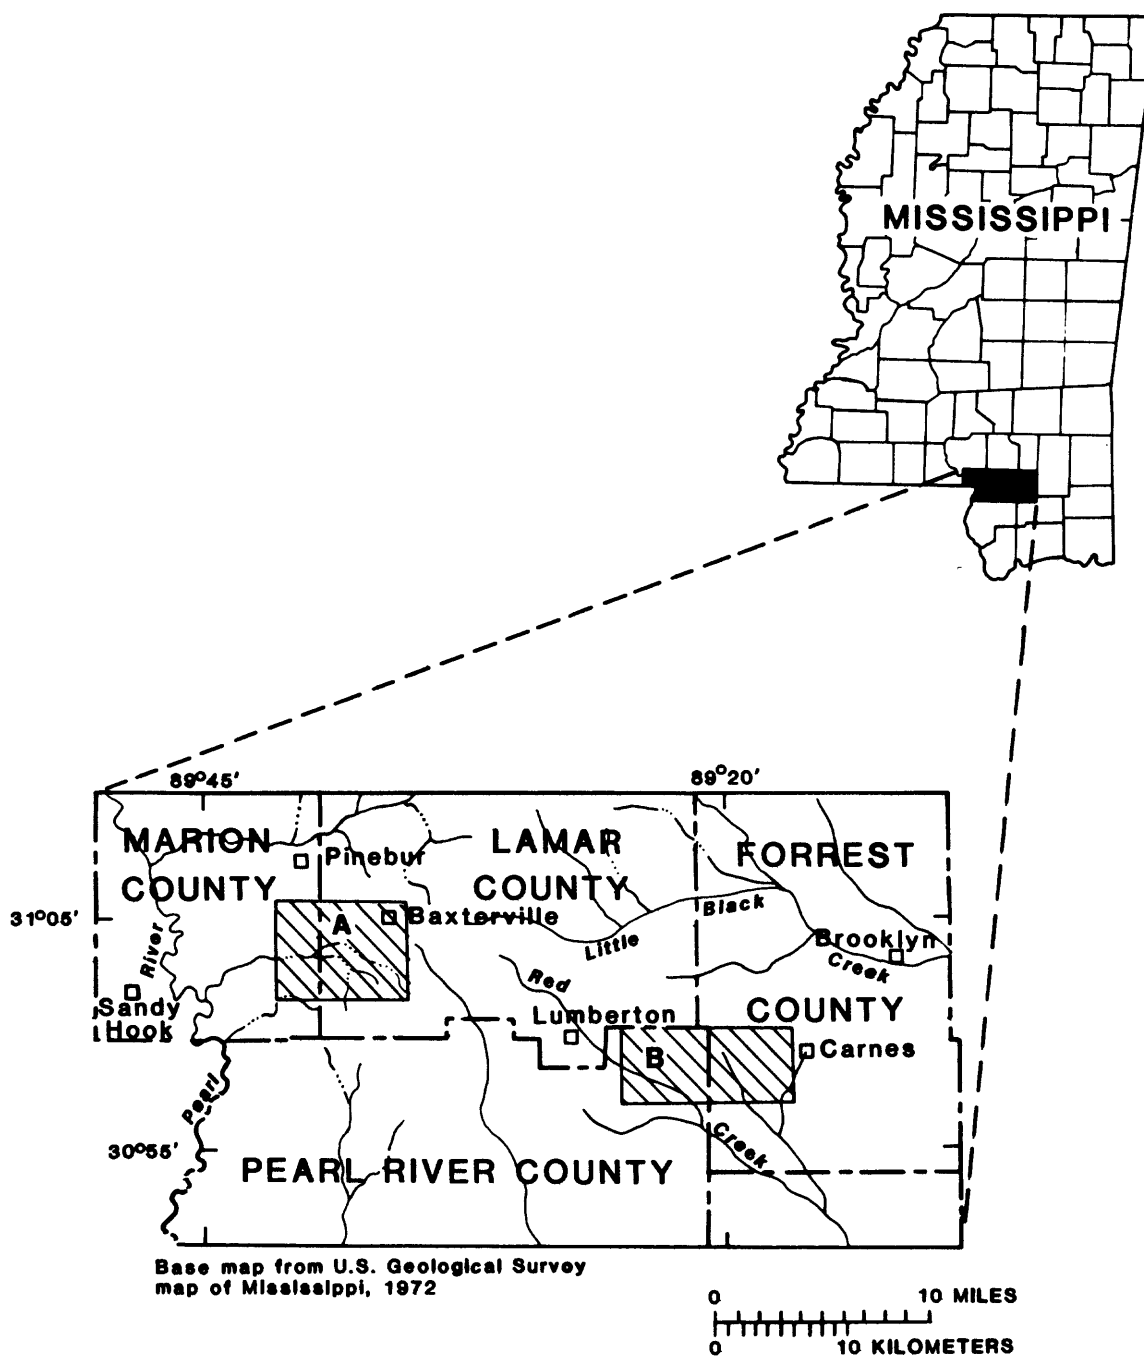 MISSISSIPPI
89°45'
89°20'
MARION
COUNTY
LAMAR
COUNTY
FORREST
COUNTY
Pinebur
31°05'
A
Baxterville
Black
Little
Brooklyn
Creek
River
Sandy
Hook
Red
Lumberton
B
Carnes
Pearl
Creek
30°55'
PEARL RIVER COUNTY
Base map from U.S. Geological Survey
map of Mississippi, 1972
0 10 MILES
0 10 KILOMETERS